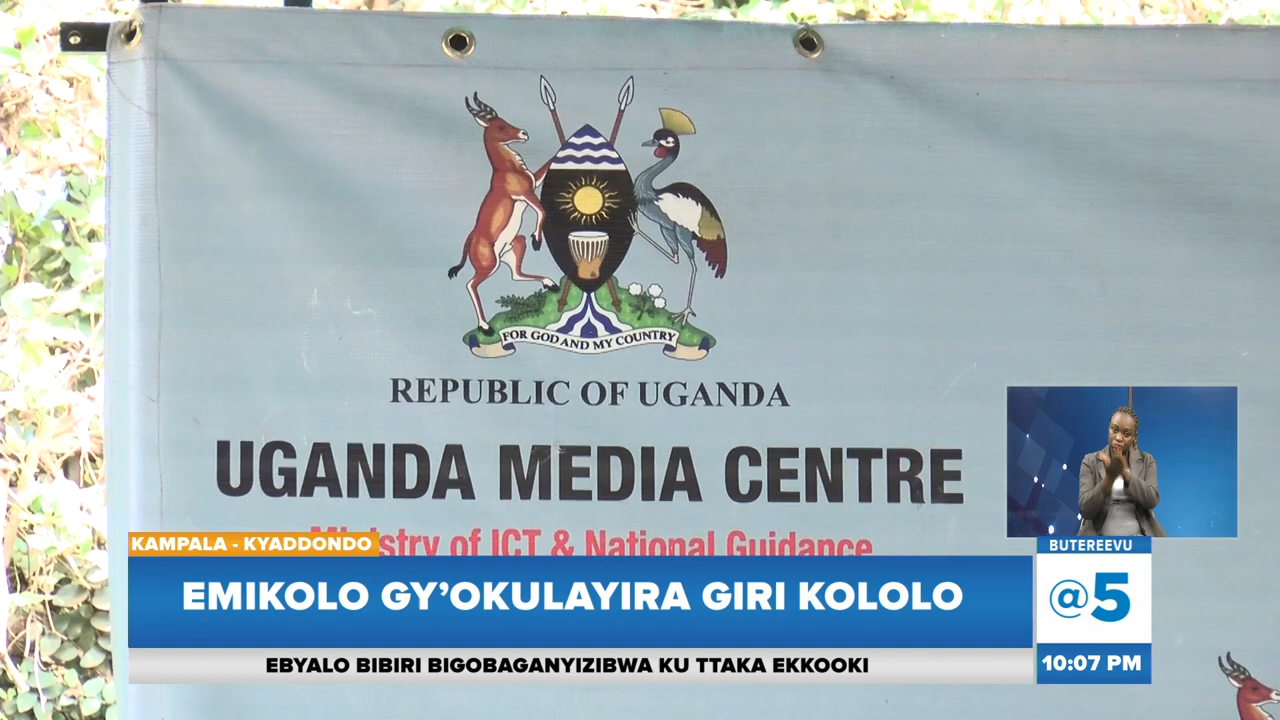 FOR GOD AND MY COUNTRY
REPUBLIC OF UGANDA
UGANDA MEDIA CENTRE
Ministry of ICT & National Guidance
KAMPALA - KYADDONDO
EMIKOLO GY'OKULAYIRA GIRI KOLOLO
EBYALO BIBIRI BIGOBAGANYIZIBWA KU TTAKA EKKOOKI
BUTEREEVU
@5
10:07 PM